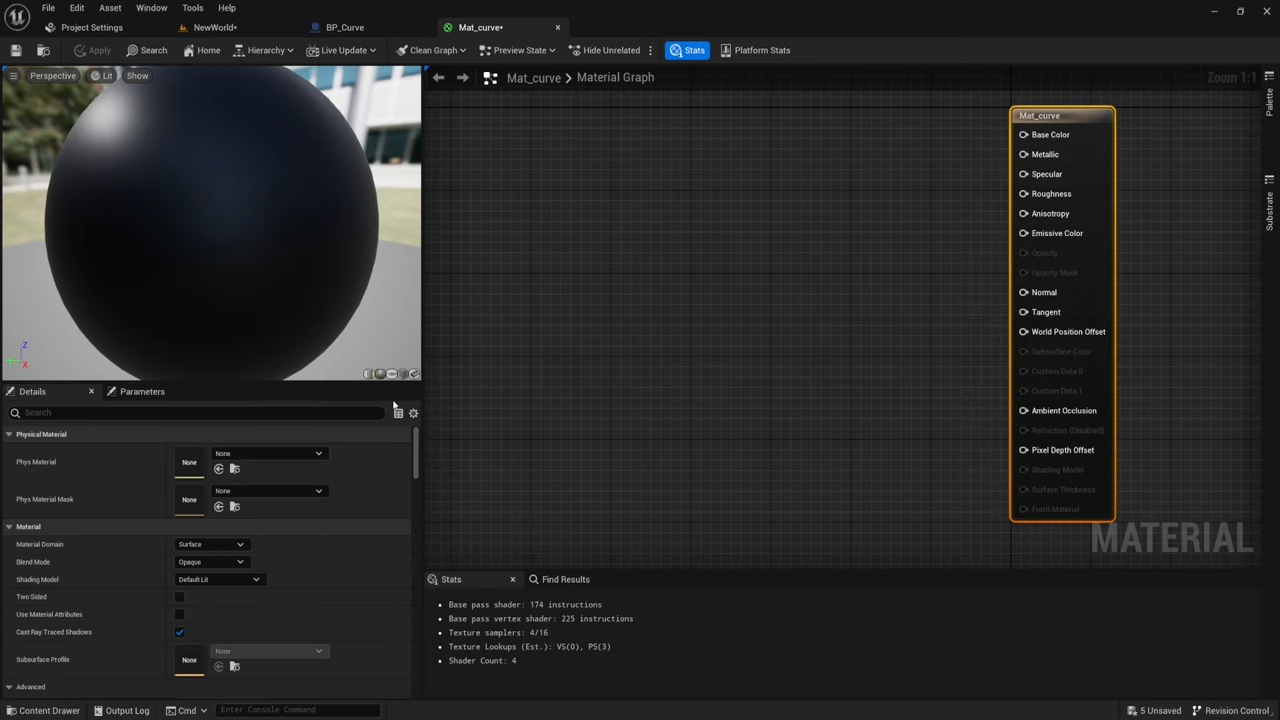 File Edit Asset Window Tools Help
Project Settings NewWorld* BP_Curve Mat_curve*
Apply Search Home Hierarchy Live Update Clean Graph Preview State Hide Unrelated Stats Platform Stats
Perspective Lit Show
Mat_curve Material Graph Zoom 1:1
Palette
Substrate
Mat_curve
Base Color
Metallic
Specular
Roughness
Anisotropy
Emissive Color
Opacity
Opacity Mask
Normal
Tangent
World Position Offset
Subsurface Color
Custom Data 0
Custom Data 1
Ambient Occlusion
Refraction (Disabled)
Pixel Depth Offset
Shading Model
Surface Thickness
Front Material
MATERIAL
Z
X
Details Parameters
Search
Physical Material
Phys Material None None
Phys Material Mask None None
Material
Material Domain Surface
Blend Mode Opaque
Shading Model Default Lit
Two Sided
Use Material Attributes
Cast Ray Traced Shadows
Subsurface Profile None None
Advanced
Stats Find Results
Base pass shader: 174 instructions
Base pass vertex shader: 225 instructions
Texture samplers: 4/16
Texture Lookups (Est.): VS(0), PS(3)
Shader Count: 4
Content Drawer Output Log Cmd Enter Console Command 5 Unsaved Revision Control